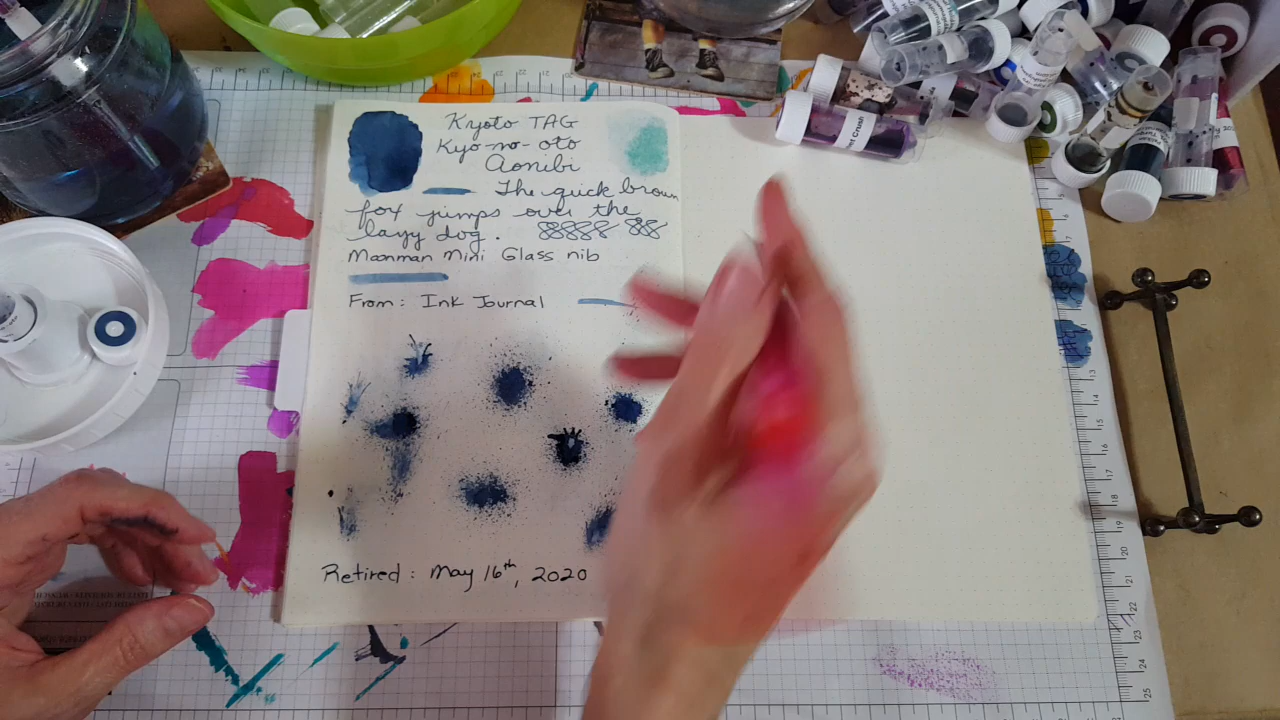 Kyoto TAG
Kyo-no-oto
Aonibi
The quick brown
fox jumps over the
lazy dog.
Moonman Mini Glass nib
From: Ink Journal
Retired: May 16th, 2020